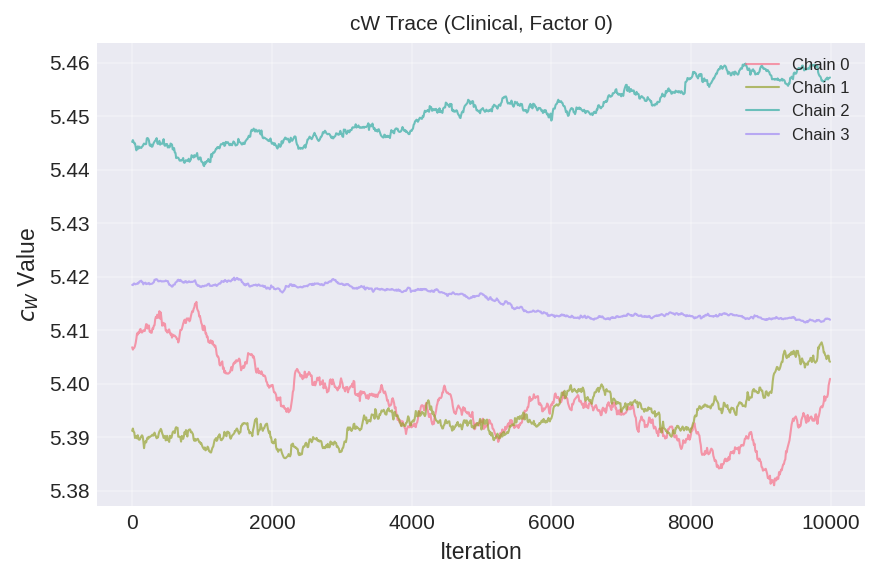 cW Trace (Clinical, Factor 0)
5.46
5.45
5.44
5.43
5.42
5.41
5.40
5.39
5.38
c_W Value
Chain 0
Chain 1
Chain 2
Chain 3
0 2000 4000 6000 8000 10000
Iteration